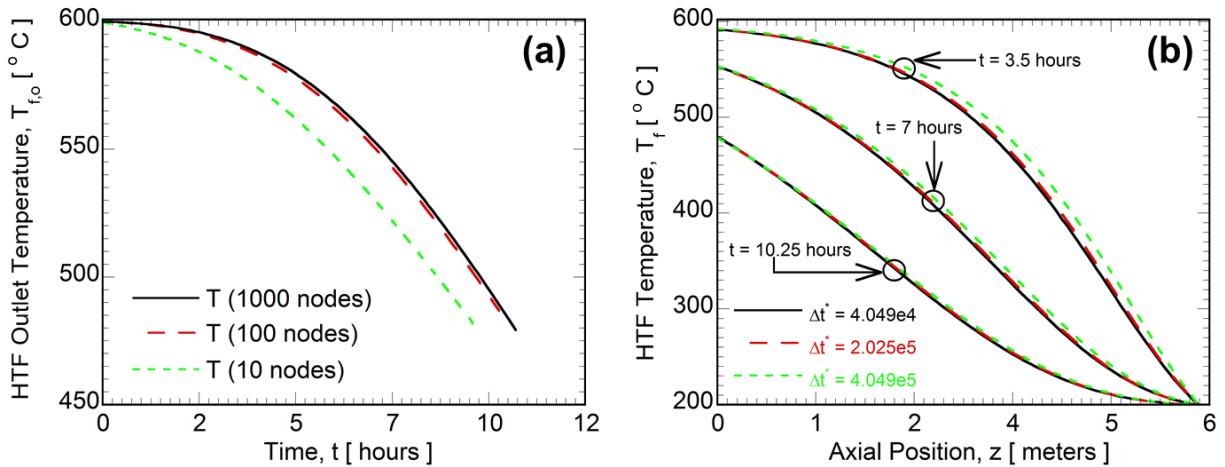 HTF Outlet Temperature, T_f,o [ ° C ]
600
550
500
450
(a)
T (1000 nodes)
T (100 nodes)
T (10 nodes)
0
2
5
7
10
12
Time, t [ hours ]
HTF Temperature, T_f [ ° C ]
600
500
400
300
200
(b)
t = 3.5 hours
t = 7 hours
t = 10.25 hours
Δt* = 4.049e4
Δt* = 2.025e5
Δt* = 4.049e5
0
1
2
4
5
6
Axial Position, z [ meters ]